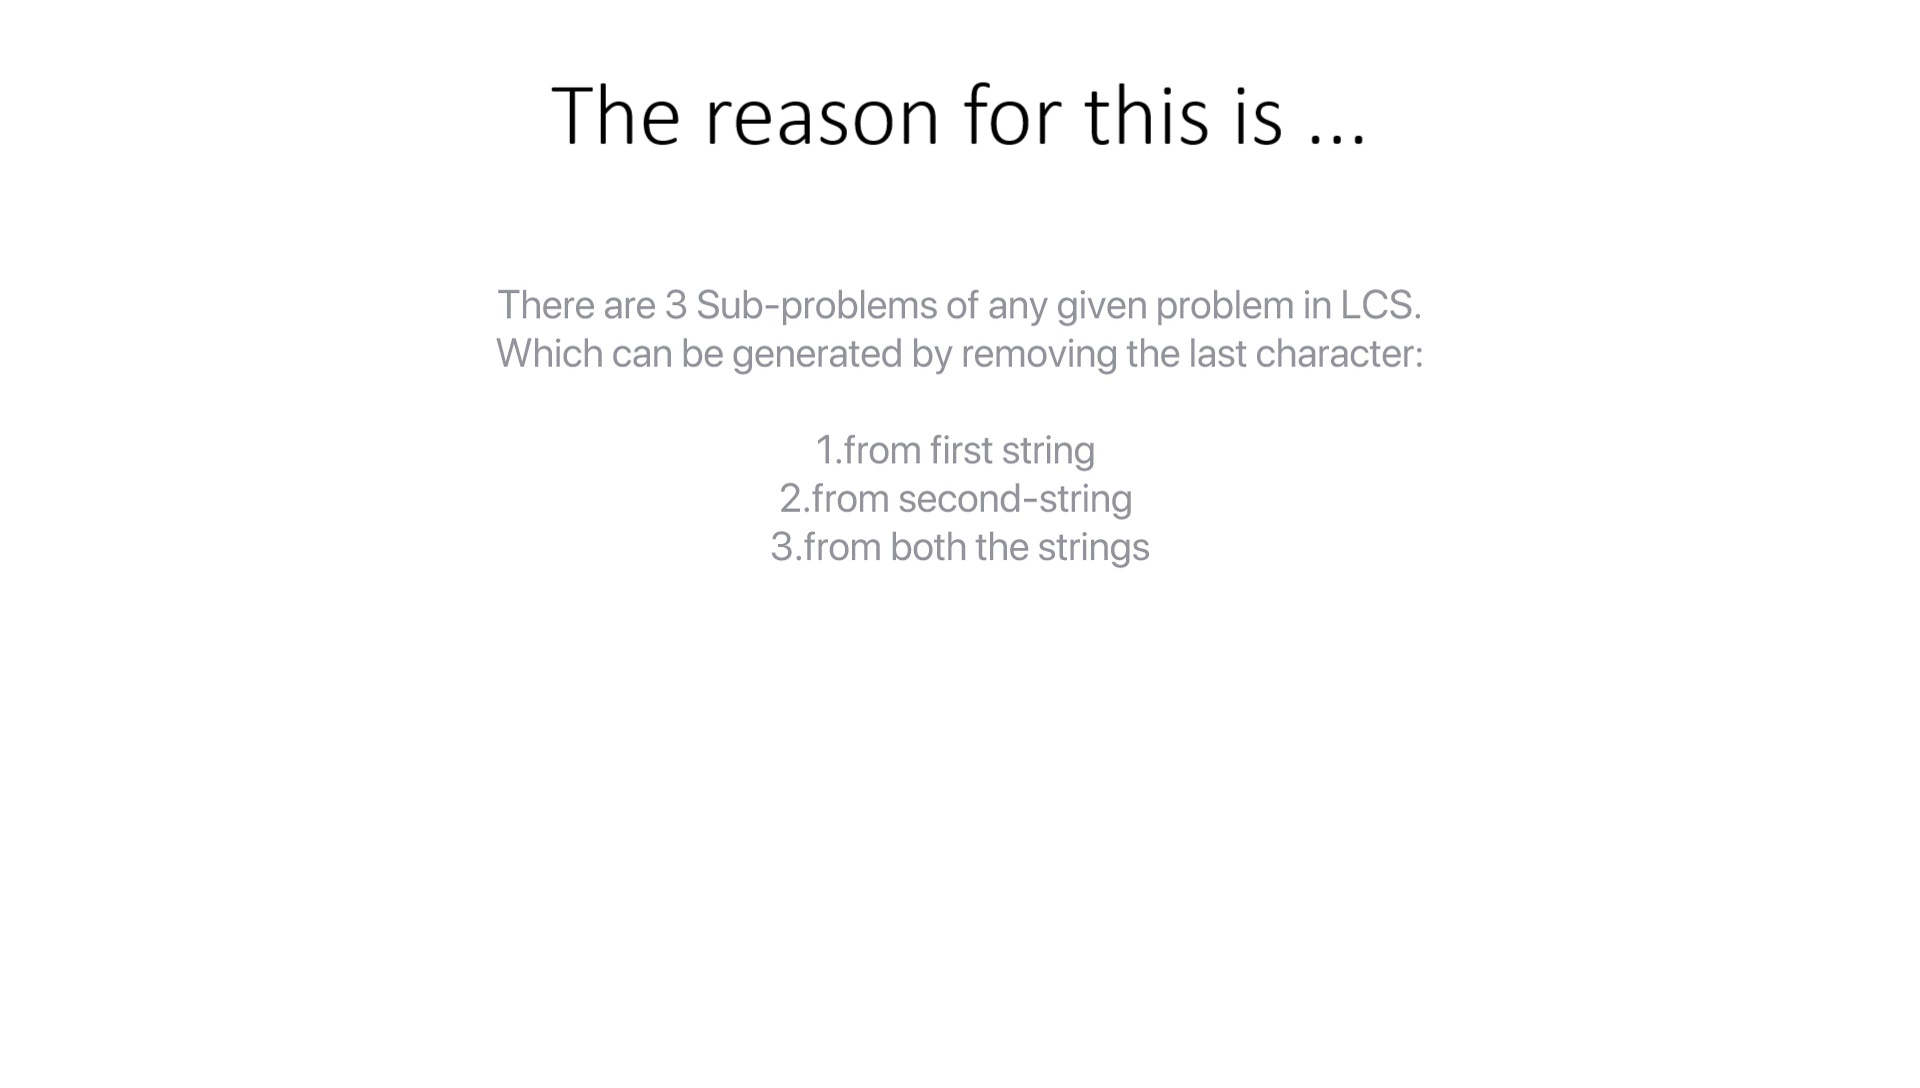 The reason for this is ...
There are 3 Sub-problems of any given problem in LCS.
Which can be generated by removing the last character:
1.from first string
2.from second-string
3.from both the strings